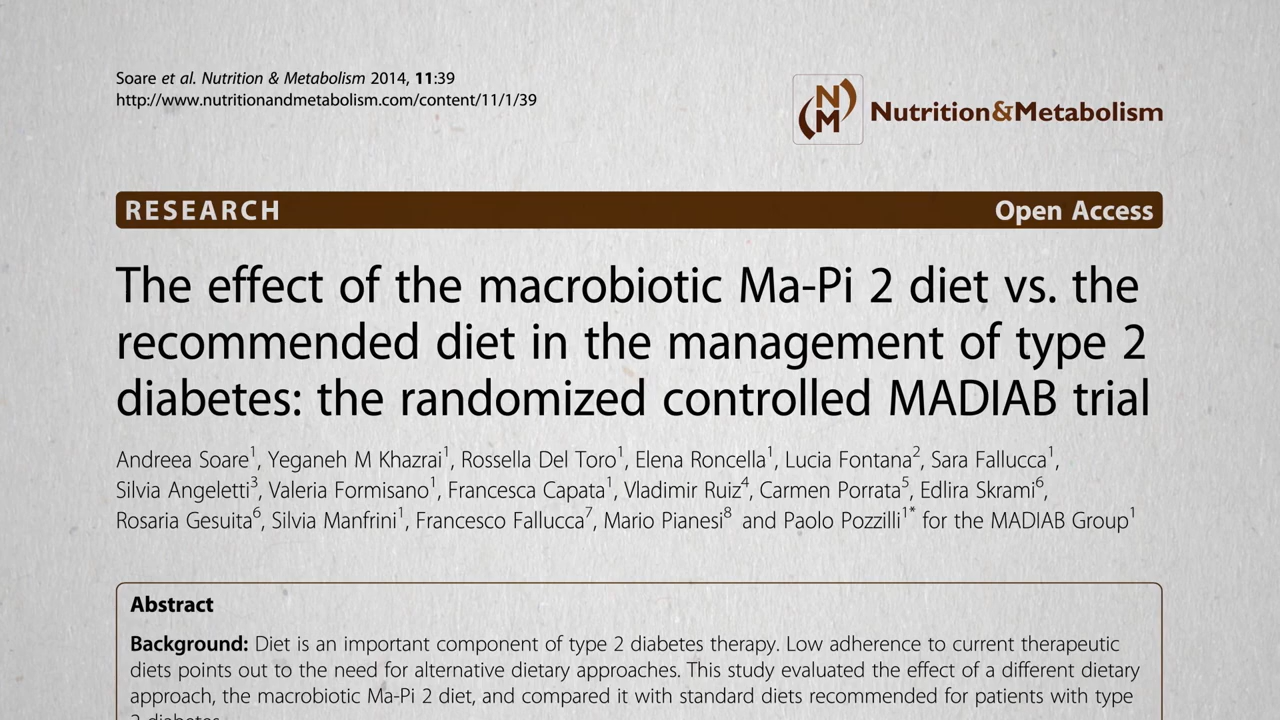 Soare et al. Nutrition & Metabolism 2014, 11:39
http://www.nutritionandmetabolism.com/content/11/1/39
NM Nutrition&Metabolism
RESEARCH Open Access
The effect of the macrobiotic Ma-Pi 2 diet vs. the
recommended diet in the management of type 2
diabetes: the randomized controlled MADIAB trial
Andreea Soare1, Yeganeh M Khazrai1, Rossella Del Toro1, Elena Roncella1, Lucia Fontana2, Sara Fallucca1,
Silvia Angeletti3, Valeria Formisano1, Francesca Capata1, Vladimir Ruiz4, Carmen Porrata5, Edlira Skrami6,
Rosaria Gesuita6, Silvia Manfrini1, Francesco Fallucca7, Mario Pianesi8 and Paolo Pozzilli1* for the MADIAB Group1
Abstract
Background: Diet is an important component of type 2 diabetes therapy. Low adherence to current therapeutic
diets points out to the need for alternative dietary approaches. This study evaluated the effect of a different dietary
approach, the macrobiotic Ma-Pi 2 diet, and compared it with standard diets recommended for patients with type
2 diabetes.